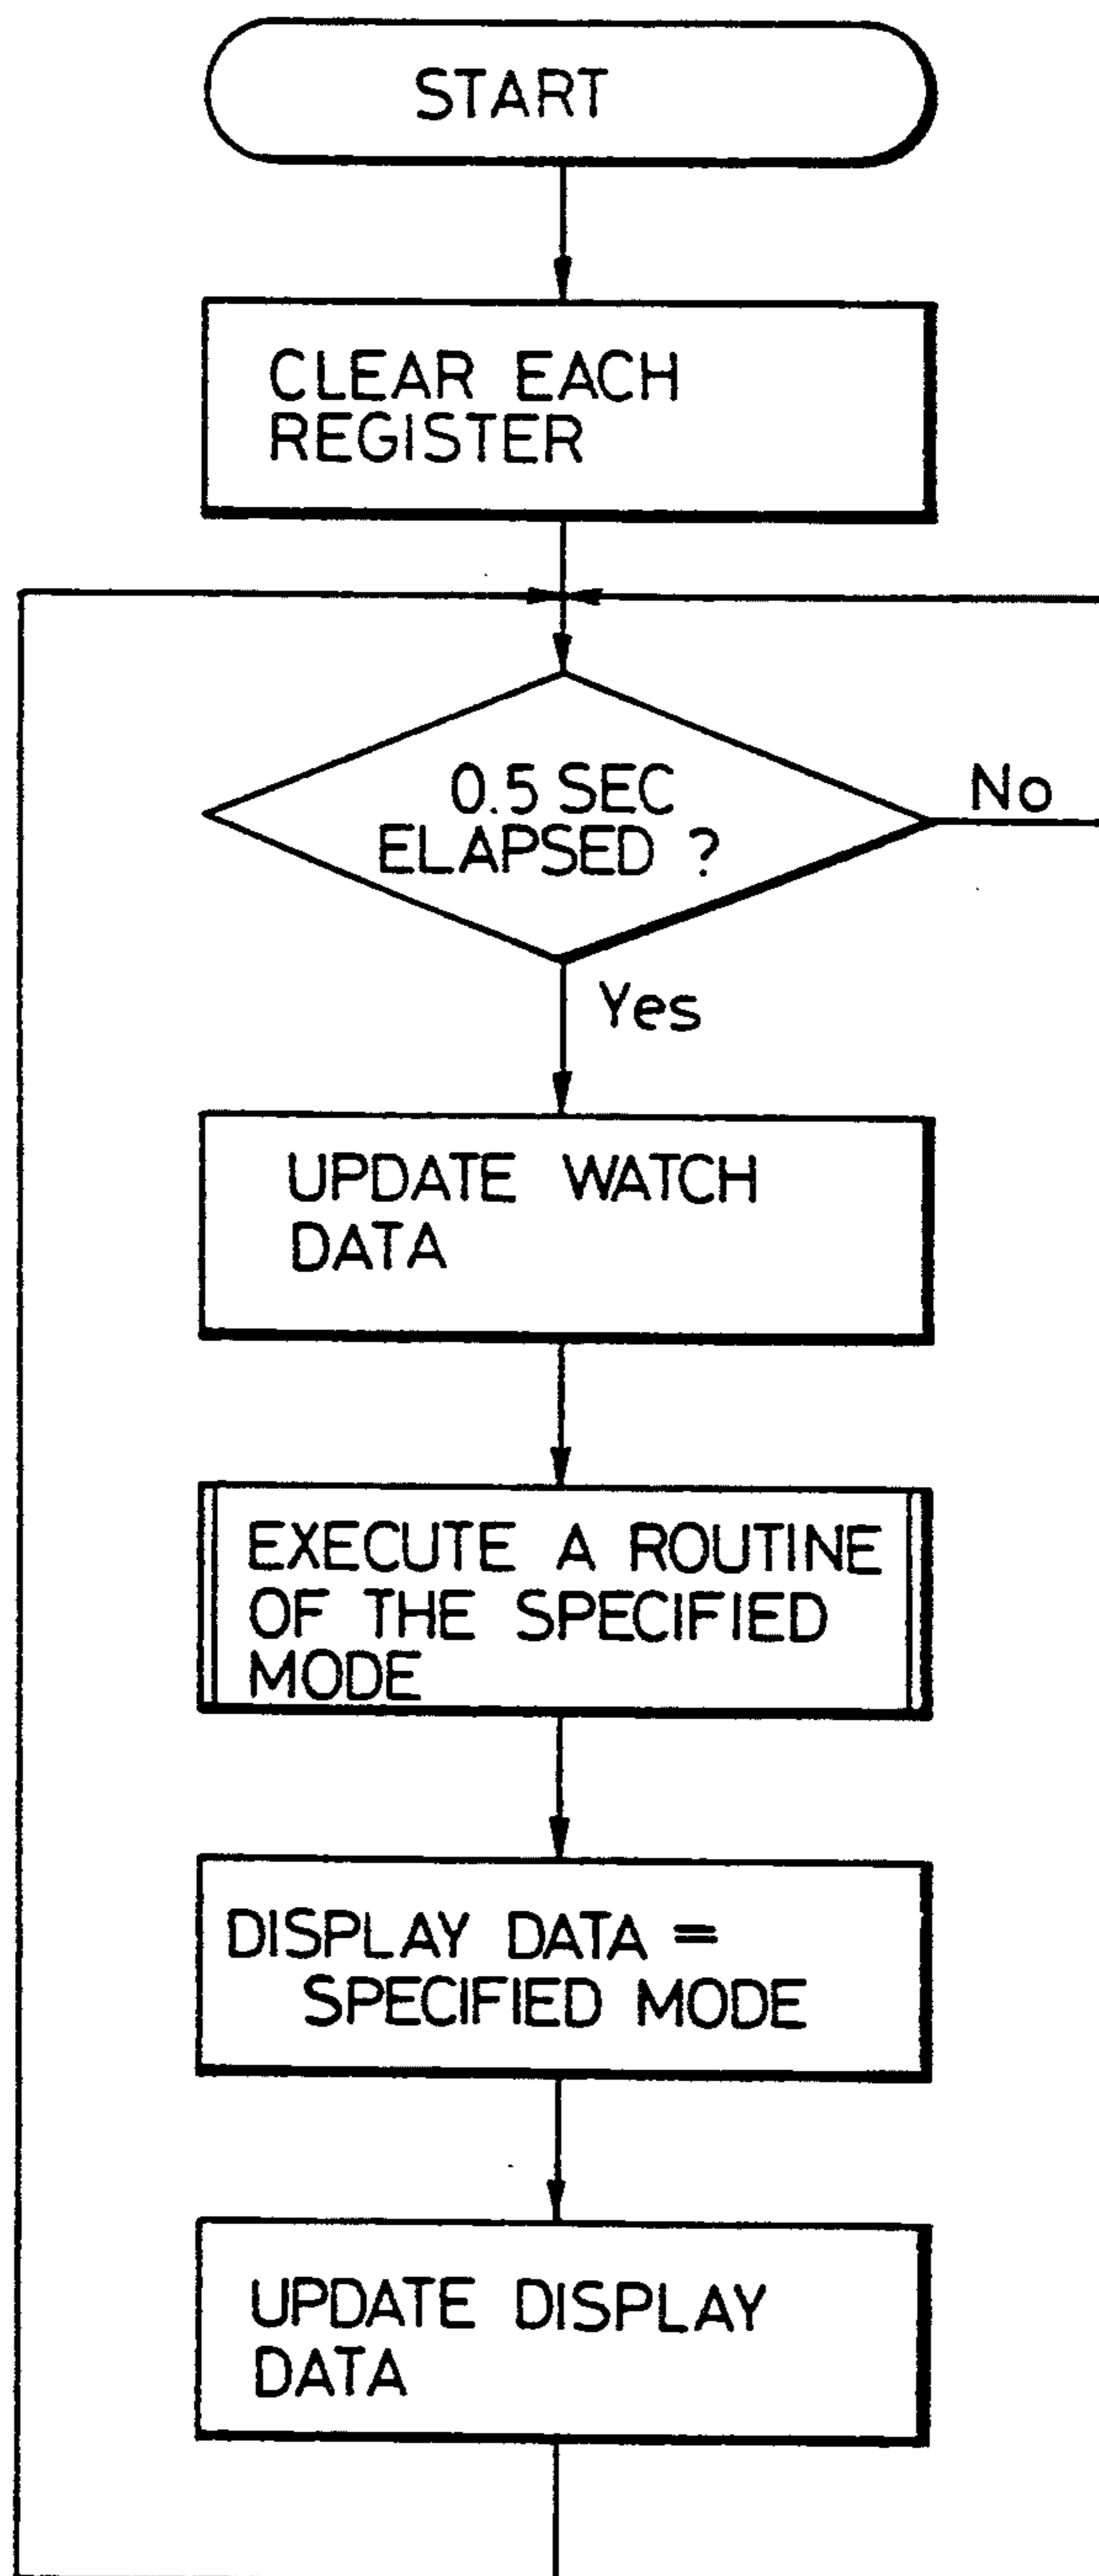 START
CLEAR EACH
REGISTER
0.5 SEC
ELAPSED ?
No
Yes
UPDATE WATCH
DATA
EXECUTE A ROUTINE
OF THE SPECIFIED
MODE
DISPLAY DATA =
SPECIFIED MODE
UPDATE DISPLAY
DATA